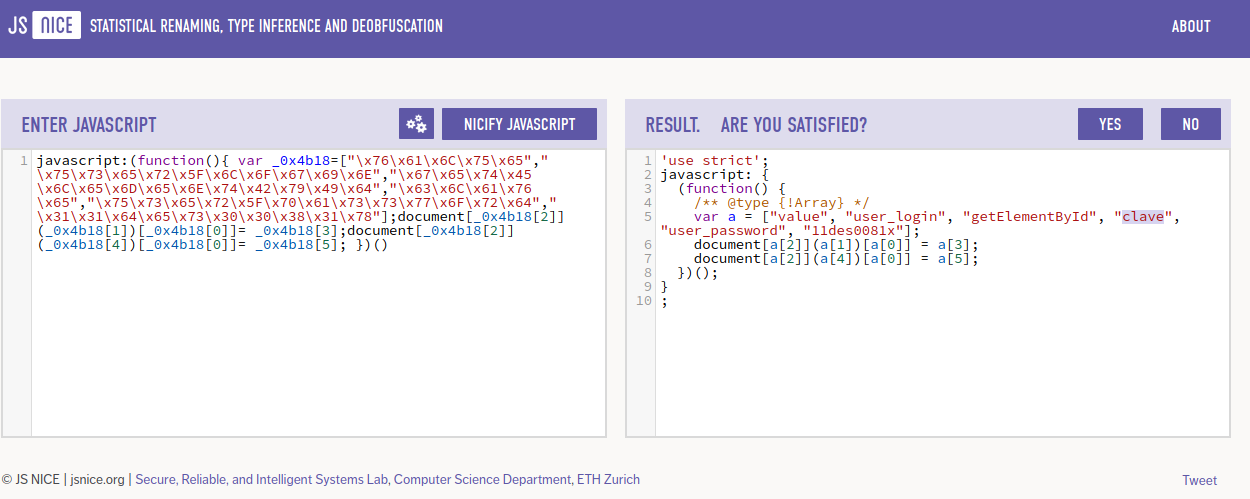 JS NICE STATISTICAL RENAMING, TYPE INFERENCE AND DEOBFUSCATION ABOUT
ENTER JAVASCRIPT NICIFY JAVASCRIPT
1 javascript:(function(){ var _0x4b18=["\x76\x61\x6C\x75\x65","
\x75\x73\x65\x72\x5F\x6C\x6F\x67\x69\x6E","\x67\x65\x74\x45
\x6C\x65\x6D\x65\x6E\x74\x42\x79\x49\x64","\x63\x6C\x61\x76
\x65","\x75\x73\x65\x72\x5F\x70\x61\x73\x73\x77\x6F\x72\x64","
\x31\x31\x64\x65\x73\x30\x30\x38\x31\x78"];document[_0x4b18[2]]
(_0x4b18[1])[_0x4b18[0]]= _0x4b18[3];document[_0x4b18[2]]
(_0x4b18[4])[_0x4b18[0]]= _0x4b18[5]; })()
RESULT. ARE YOU SATISFIED? YES NO
1 'use strict';
2 javascript: {
3 (function() {
4 /** @type {!Array} */
5 var a = ["value", "user_login", "getElementById", "clave",
"user_password", "11des0081x"];
6 document[a[2]](a[1])[a[0]] = a[3];
7 document[a[2]](a[4])[a[0]] = a[5];
8 })();
9 }
10 ;
© JS NICE | jsnice.org | Secure, Reliable, and Intelligent Systems Lab, Computer Science Department, ETH Zurich Tweet